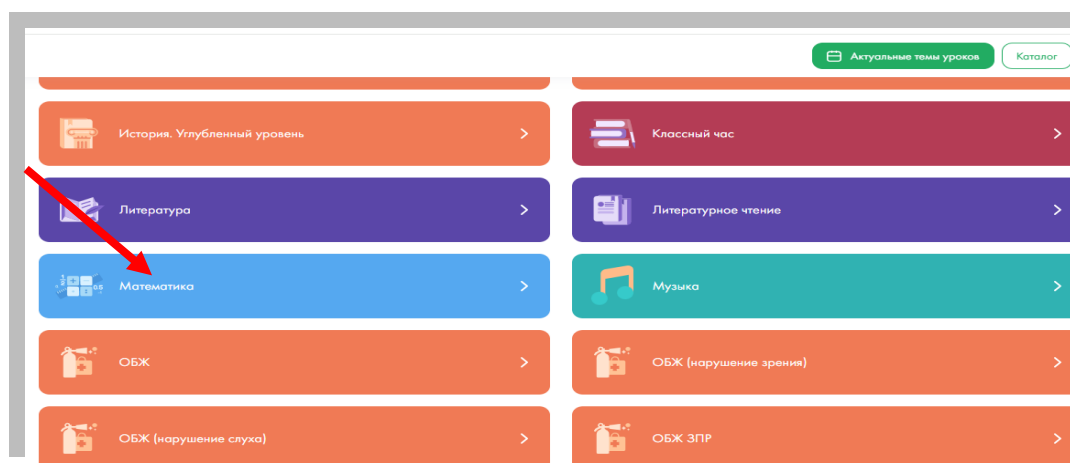 Актуальные темы уроков
Каталог
История. Углубленный уровень
Классный час
Литература
Литературное чтение
Математика
Музыка
ОБЖ
ОБЖ (нарушение зрения)
ОБЖ (нарушение слуха)
ОБЖ ЗПР